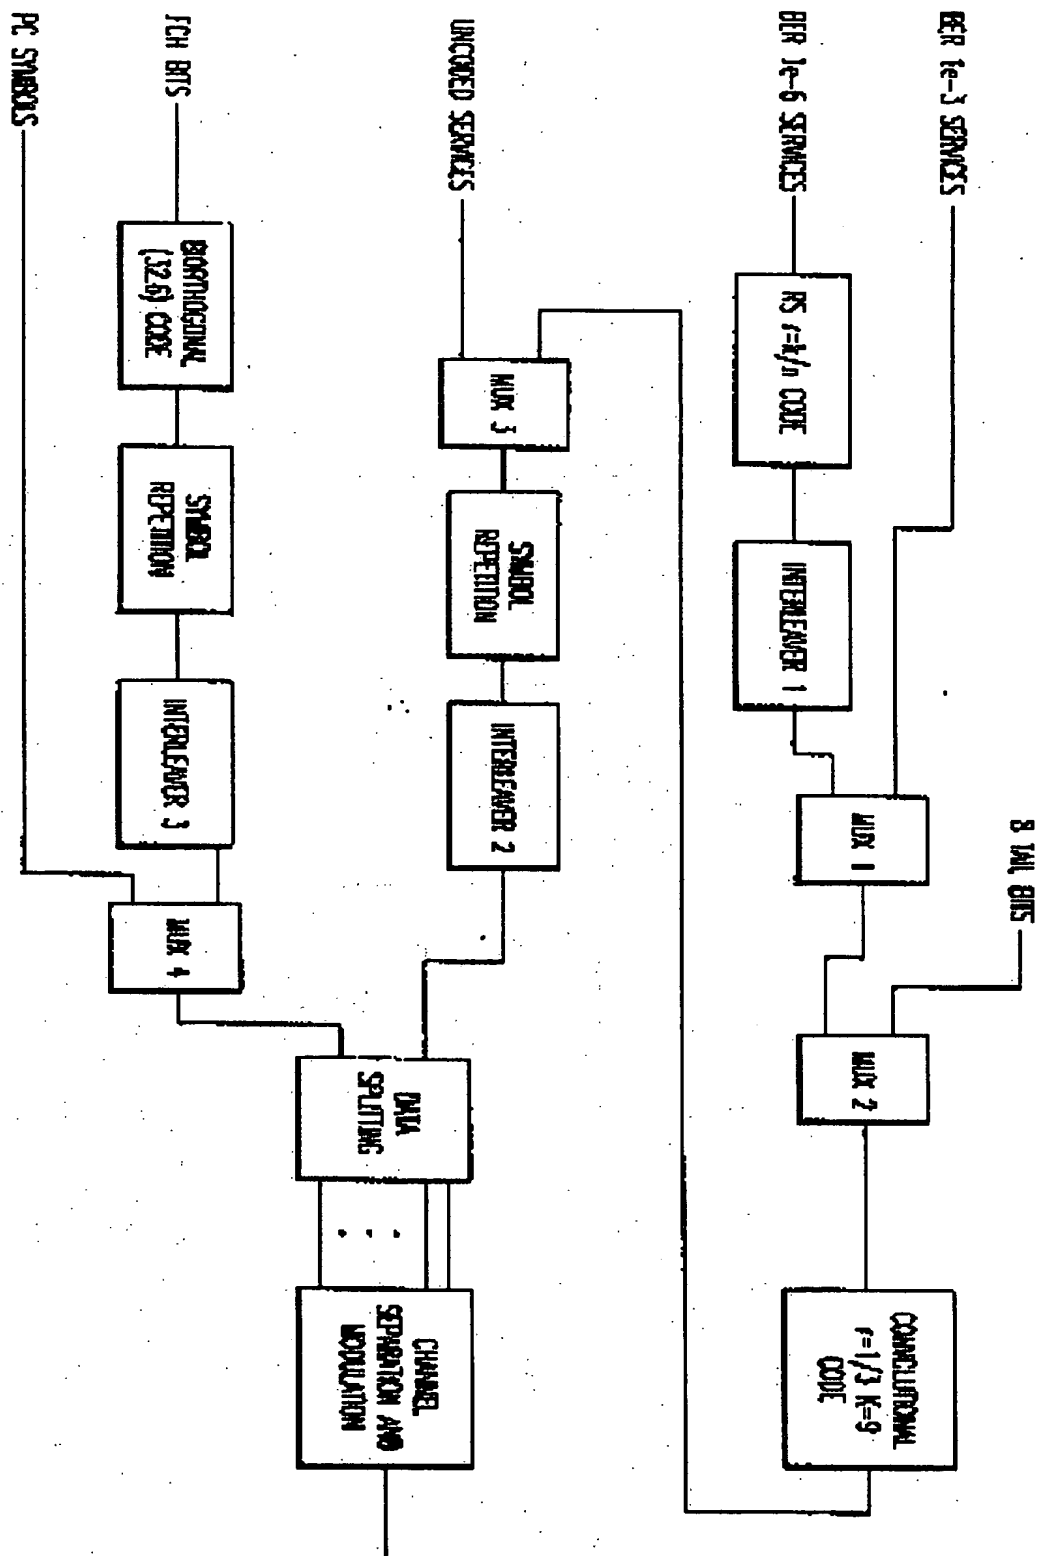 BER 1e-3 SERVICES
8 TAIL BITS
BER 1e-6 SERVICES
RS r=k/n CODE
INTERLEAVER 1
MUX 1
MUX 2
CONVOLUTIONAL
r=1/3 K=9
CODE
UNCODED SERVICES
MUX 3
SYMBOL
REPETITION
INTERLEAVER 2
DATA
SPLITTING
CHANNEL
SEPARATION AND
MODULATION
FCH BITS
BIORTHOGONAL
(32.6) CODE
SYMBOL
REPETITION
INTERLEAVER 3
MUX 4
PC SYMBOLS